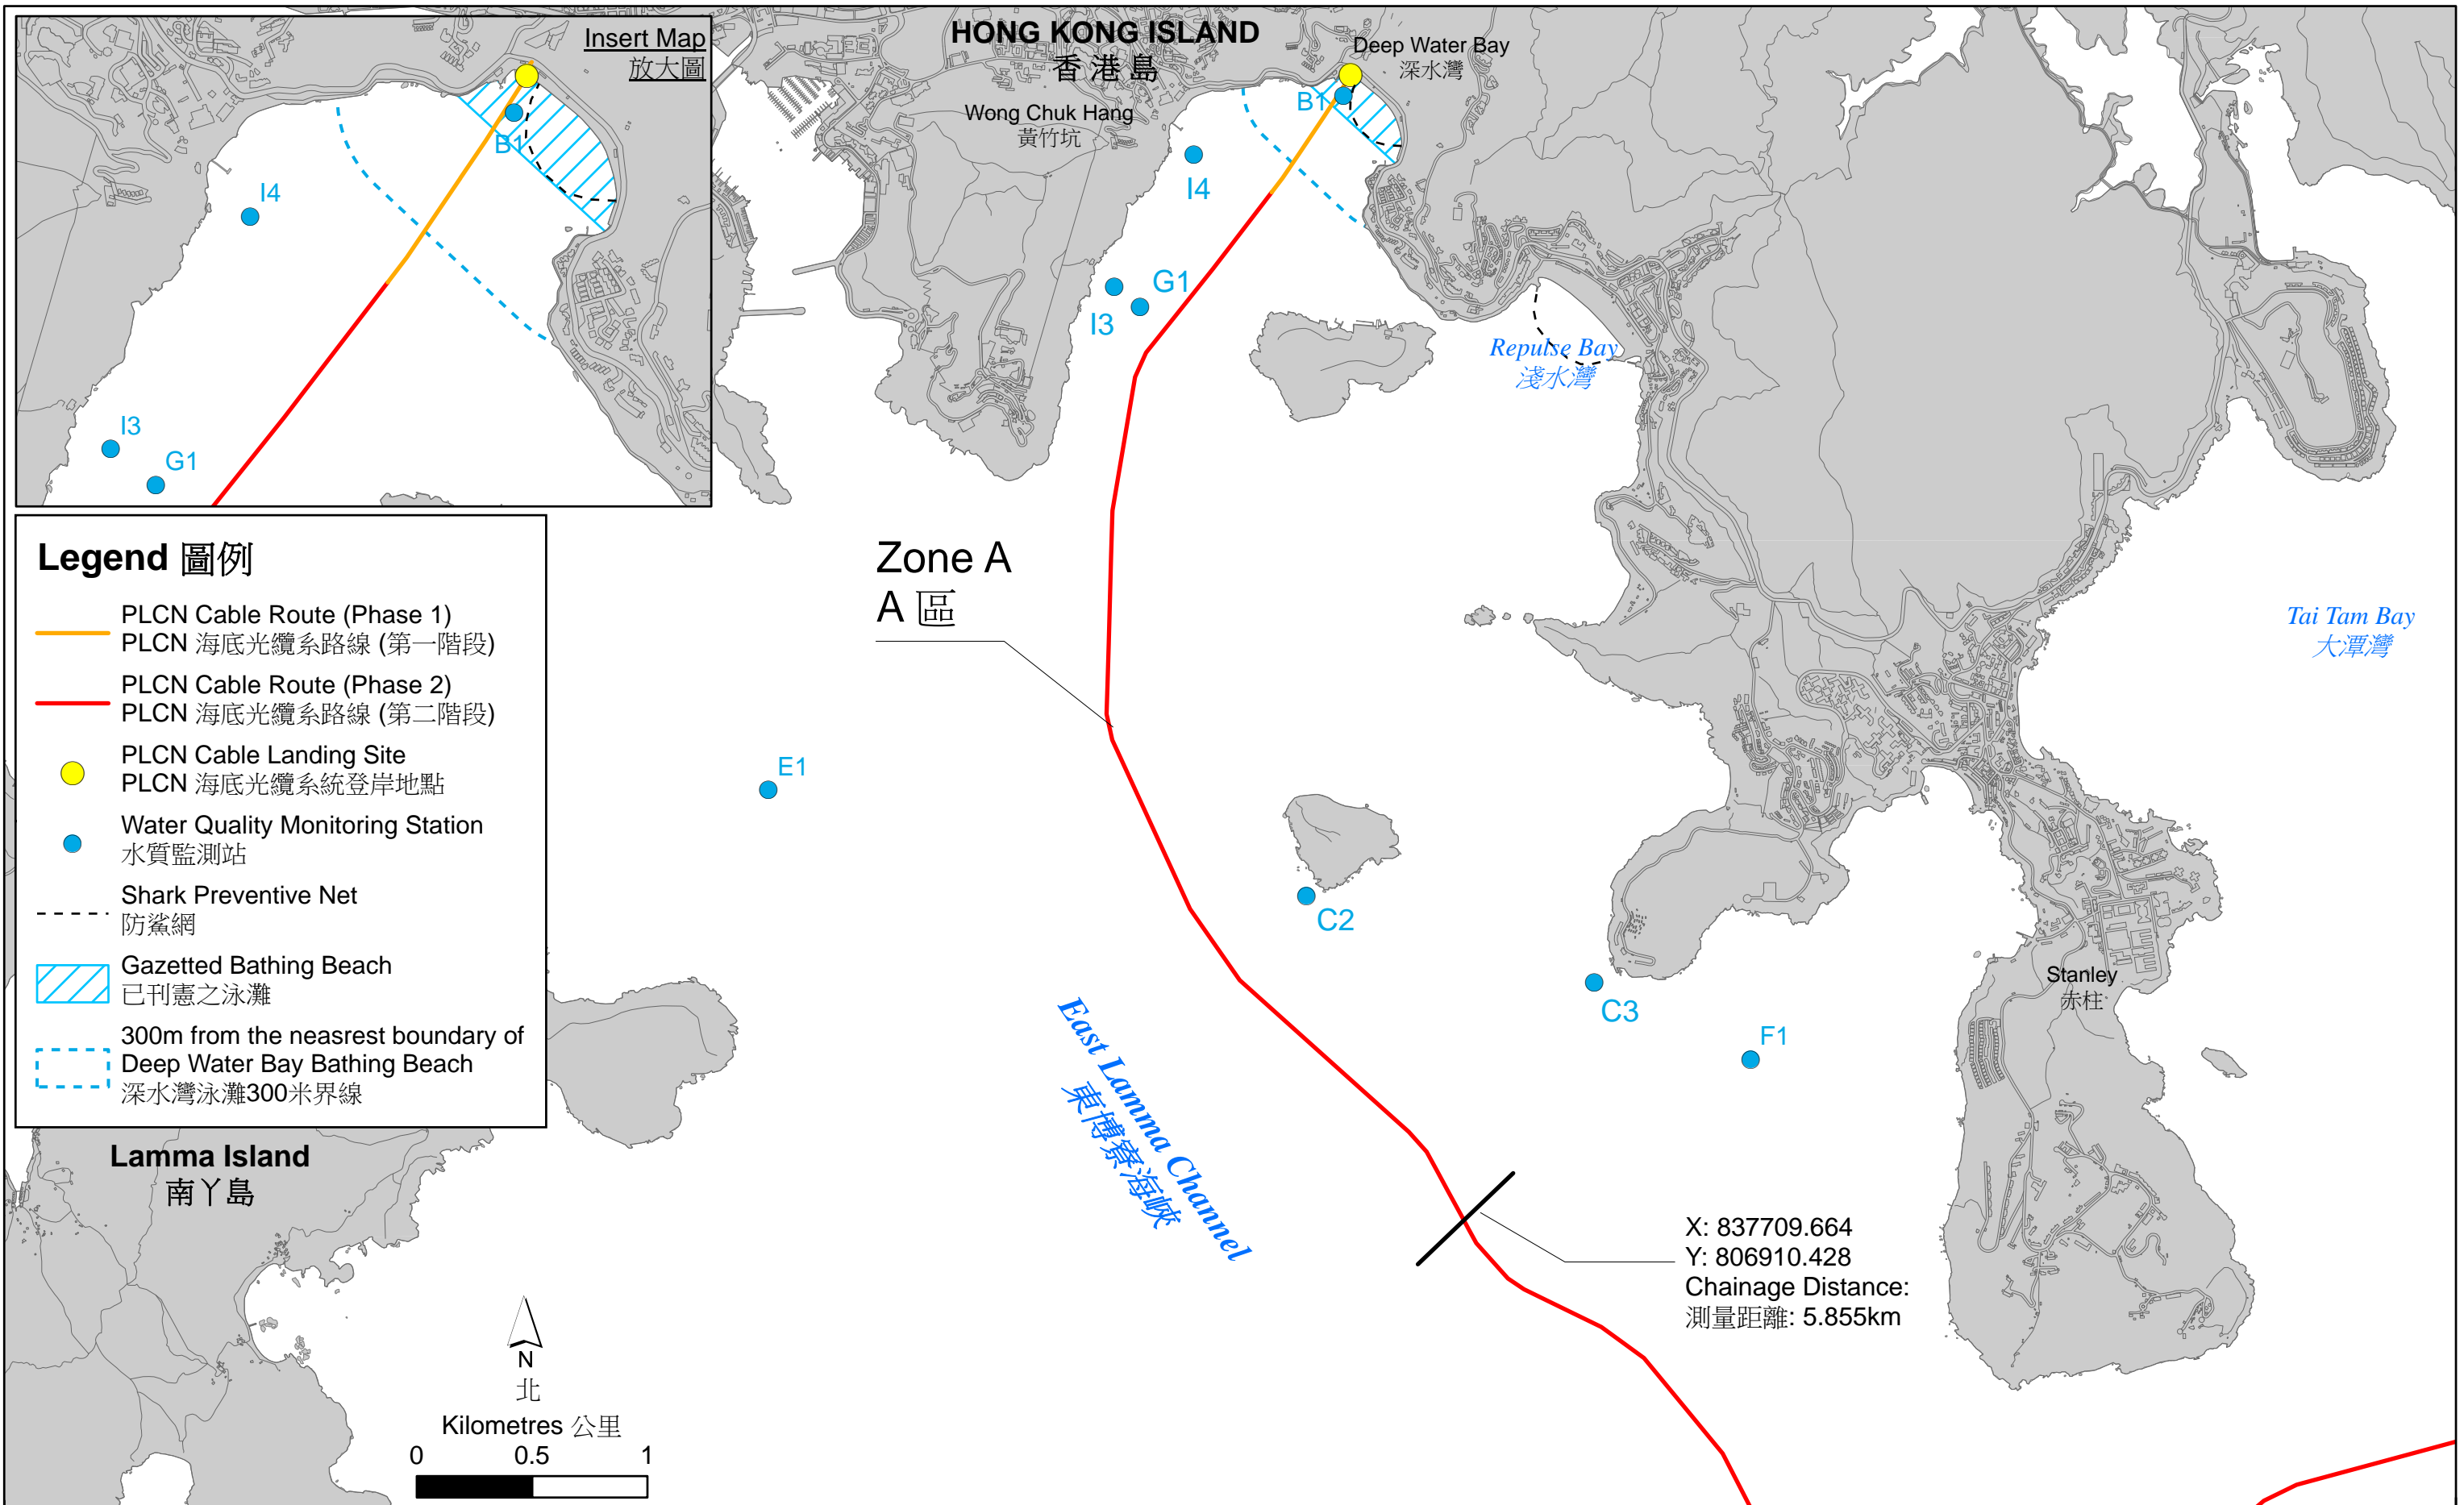 Insert Map
放大圖
B1
I4
I3
G1
HONG KONG ISLAND
香港島
Deep Water Bay
深水灣
Wong Chuk Hang
黃竹坑
B1
I4
G1
I3
Repulse Bay
淺水灣
Legend 圖例
PLCN Cable Route (Phase 1)
PLCN 海底光纜系路線 (第一階段)
PLCN Cable Route (Phase 2)
PLCN 海底光纜系路線 (第二階段)
PLCN Cable Landing Site
PLCN 海底光纜系統登岸地點
Water Quality Monitoring Station
水質監測站
Shark Preventive Net
防鯊網
Gazetted Bathing Beach
已刊憲之泳灘
300m from the neasrest boundary of
Deep Water Bay Bathing Beach
深水灣泳灘300米界線
Zone A
A 區
Tai Tam Bay
大潭灣
E1
C2
C3
F1
Stanley
赤柱
East Lamma Channel
東博寮海峽
Lamma Island
南丫島
X: 837709.664
Y: 806910.428
Chainage Distance:
測量距離: 5.855km
N
北
Kilometres 公里
0 0.5 1